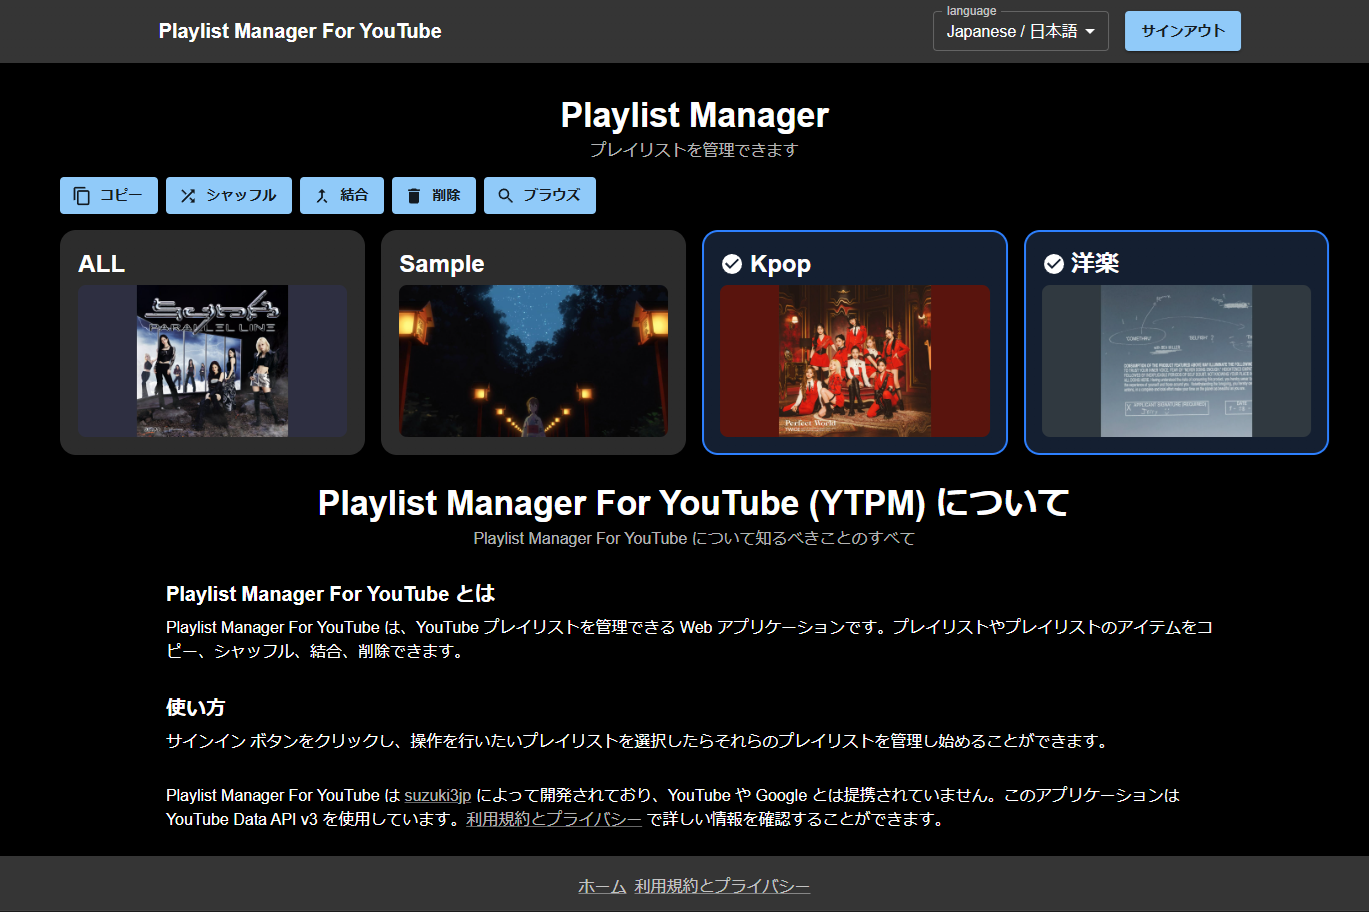 Playlist Manager For YouTube
language
Japanese / 日本語
サインアウト
Playlist Manager
プレイリストを管理できます
コピー
シャッフル
結合
削除
ブラウズ
ALL
Sample
Kpop
洋楽
PARALLEL LINE
Perfect World
TWICE
Playlist Manager For YouTube (YTPM) について
Playlist Manager For YouTube について知るべきことのすべて
Playlist Manager For YouTube とは
Playlist Manager For YouTube は、YouTube プレイリストを管理できる Web アプリケーションです。プレイリストやプレイリストのアイテムをコ
ピー、シャッフル、結合、削除できます。
使い方
サインイン ボタンをクリックし、操作を行いたいプレイリストを選択したらそれらのプレイリストを管理し始めることができます。
Playlist Manager For YouTube は suzuki3jp によって開発されており、YouTube や Google とは提携されていません。このアプリケーションは
YouTube Data API v3 を使用しています。利用規約とプライバシー で詳しい情報を確認することができます。
ホーム 利用規約とプライバシー